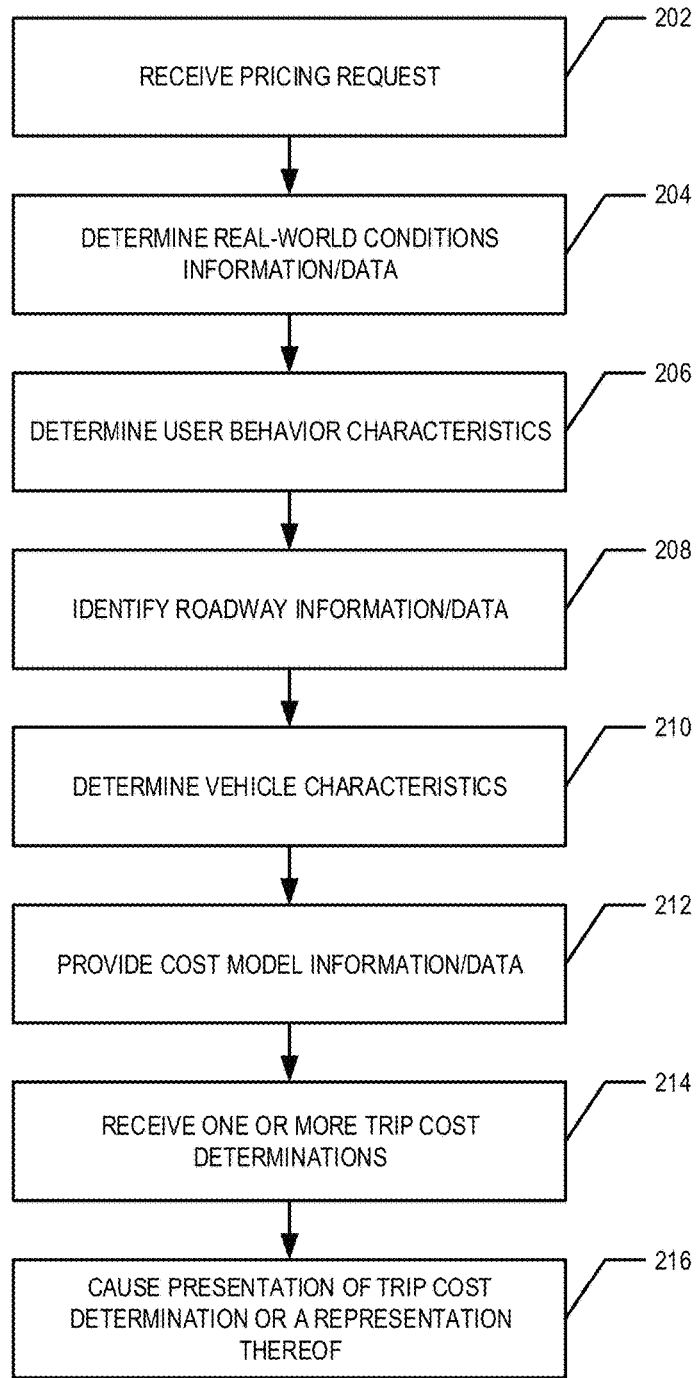 202
RECEIVE PRICING REQUEST
204
DETERMINE REAL-WORLD CONDITIONS
INFORMATION/DATA
206
DETERMINE USER BEHAVIOR CHARACTERISTICS
208
IDENTIFY ROADWAY INFORMATION/DATA
210
DETERMINE VEHICLE CHARACTERISTICS
212
PROVIDE COST MODEL INFORMATION/DATA
214
RECEIVE ONE OR MORE TRIP COST
DETERMINATIONS
216
CAUSE PRESENTATION OF TRIP COST
DETERMINATION OR A REPRESENTATION
THEREOF